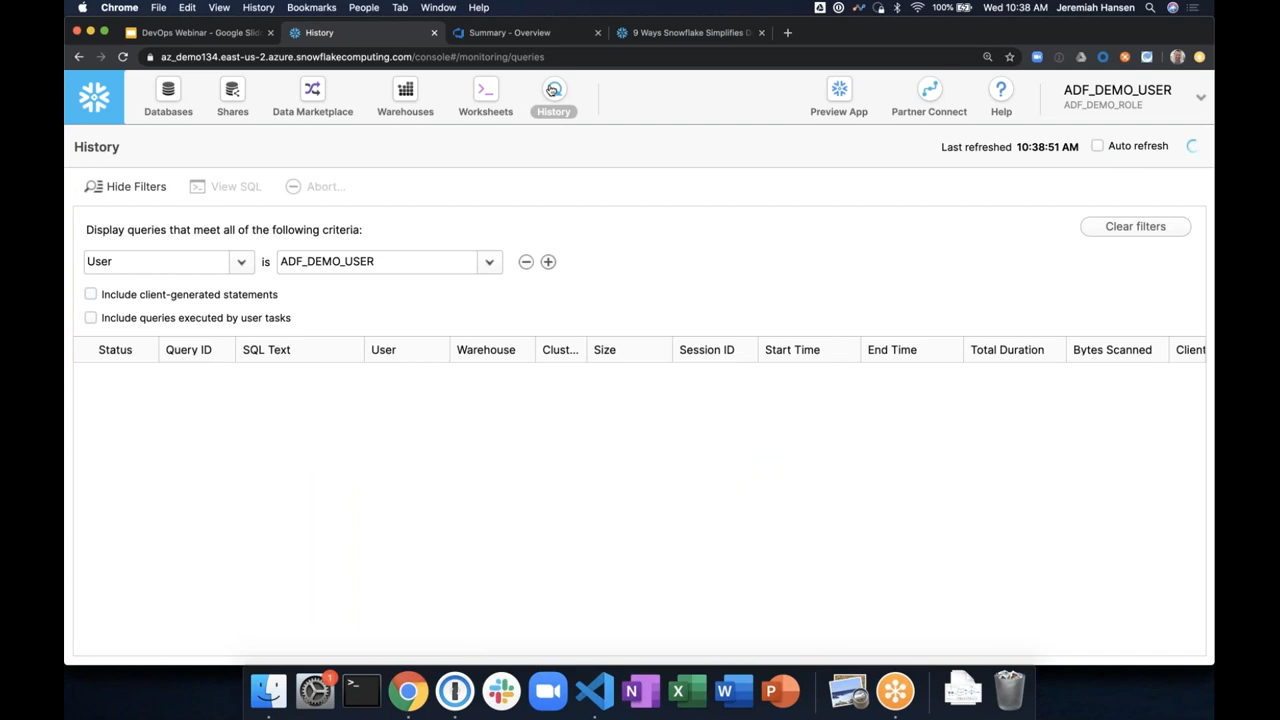 Chrome File Edit View History Bookmarks People Tab Window Help 100% Wed 10:38 AM Jeremiah Hansen
DevOps Webinar - Google Slid History Summary - Overview 9 Ways Snowflake Simplifies D
az_demo134.east-us-2.azure.snowflakecomputing.com/console#/monitoring/queries
Databases Shares Data Marketplace Warehouses Worksheets History Preview App Partner Connect Help
ADF_DEMO_USER
ADF_DEMO_ROLE
History Last refreshed 10:38:51 AM Auto refresh
Hide Filters View SQL Abort...
Display queries that meet all of the following criteria: Clear filters
User is ADF_DEMO_USER
Include client-generated statements
Include queries executed by user tasks
Status Query ID SQL Text User Warehouse Clust... Size Session ID Start Time End Time Total Duration Bytes Scanned Client
1
N X W P